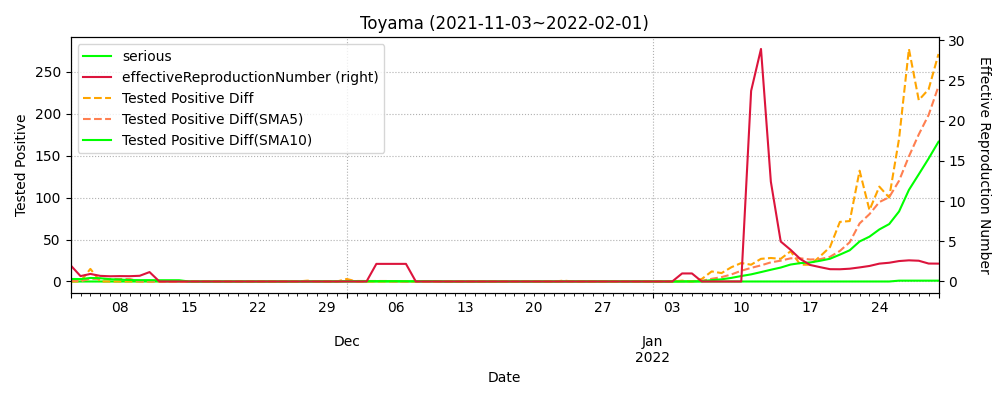 Toyama (2021-11-03~2022-02-01)
serious
effectiveReproductionNumber (right)
Tested Positive Diff
Tested Positive Diff(SMA5)
Tested Positive Diff(SMA10)
Tested Positive
250
200
150
100
50
0
Effective Reproduction Number
30
25
20
15
10
5
0
08 15 22 29 06 13 20 27 03 10 17 24
Dec Jan
2022
Date